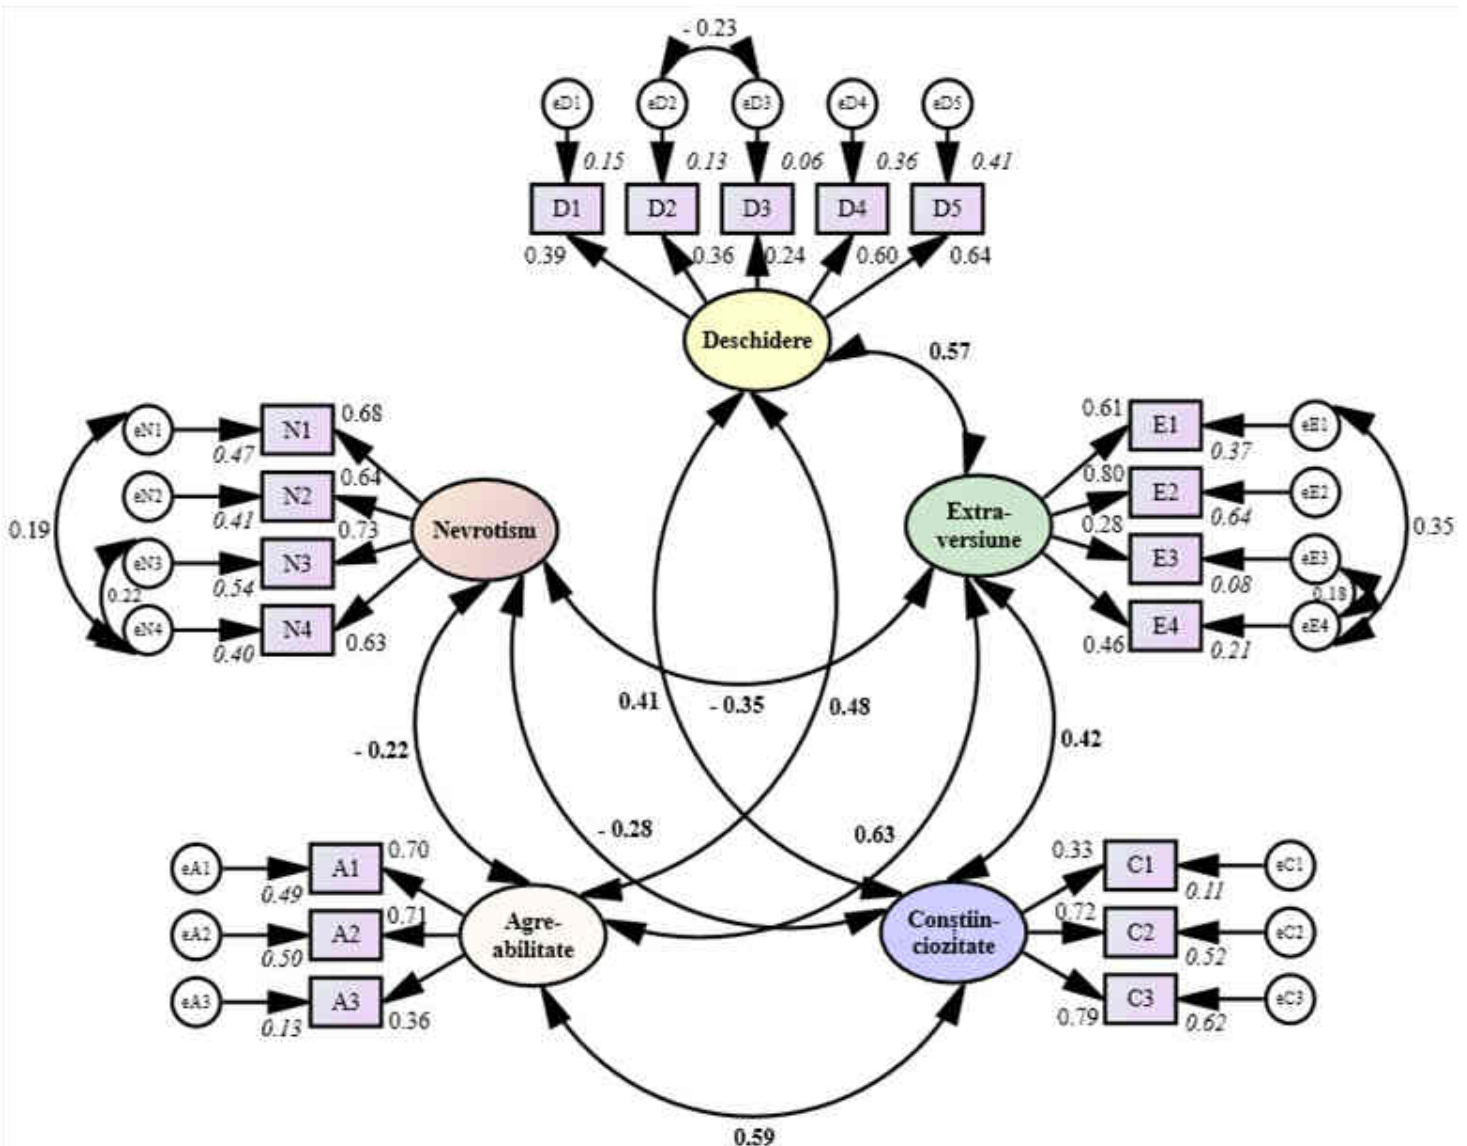 - 0.23
eD1 eD2 eD3 eD4 eD5
0.15 0.13 0.06 0.36 0.41
D1 D2 D3 D4 D5
0.39 0.36 0.24 0.60 0.64
Deschidere
0.57
eN1 N1 0.68
0.47
eN2 N2 0.64
0.41
eN3 N3 0.73
0.54
eN4 N4 0.63
0.40
0.19
0.22
Nevrotism
Extra-
versiune
0.61 E1 eE1
0.37
0.80 E2 eE2
0.64
0.28 E3 eE3
0.08
0.46 E4 eE4
0.21
0.18
0.35
0.41 - 0.35 0.48
- 0.22 0.42
- 0.28 0.63
eA1 A1 0.70
0.49
eA2 A2 0.71
0.50
eA3 A3 0.36
0.13
Agre-
abilitate
Conștiin-
ciozitate
0.33 C1 eC1
0.11
0.72 C2 eC2
0.52
0.79 C3 eC3
0.62
0.59